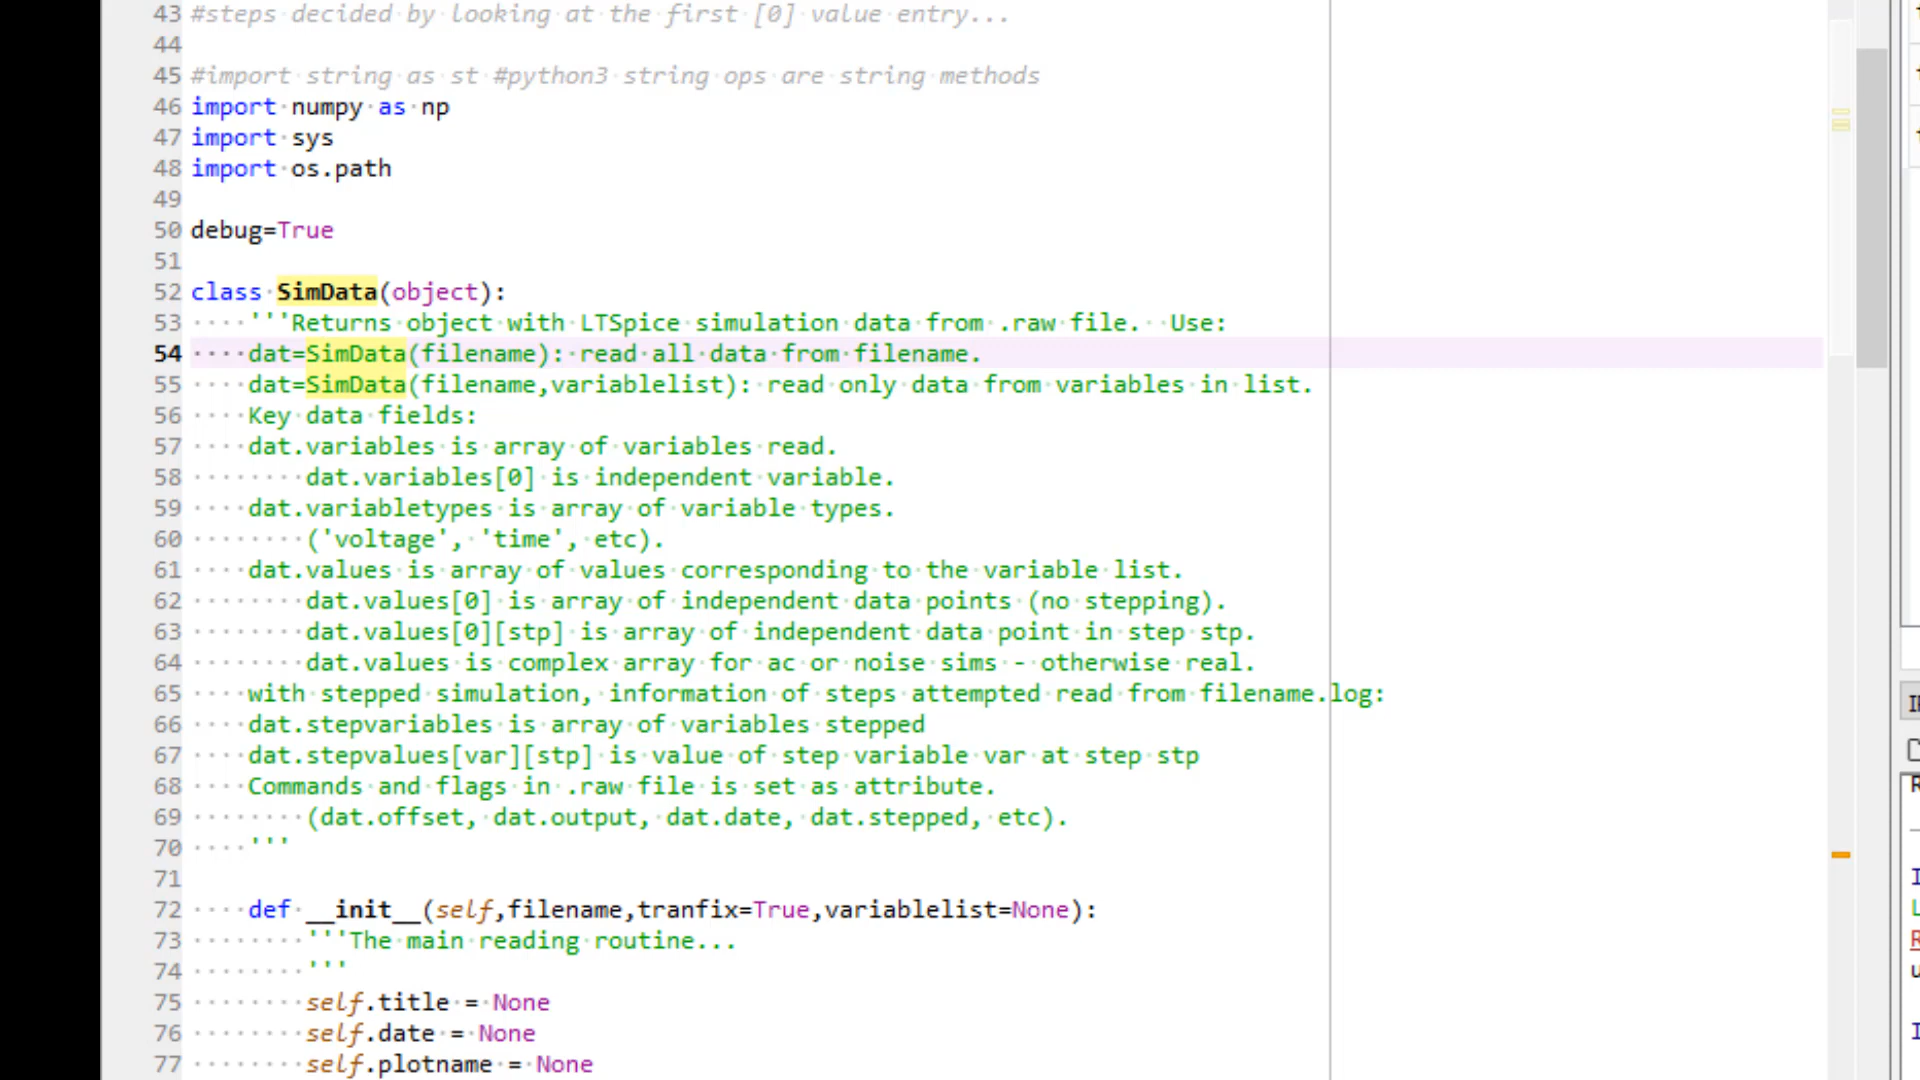 43 #steps decided by looking at the first [0] value entry...
44
45 #import string as st #python3 string ops are string methods
46 import numpy as np
47 import sys
48 import os.path
49
50 debug=True
51
52 class SimData(object):
53     '''Returns object with LTSpice simulation data from .raw file.  Use:
54     dat=SimData(filename): read all data from filename.
55     dat=SimData(filename,variablelist): read only data from variables in list.
56     Key data fields:
57     dat.variables is array of variables read.
58         dat.variables[0] is independent variable.
59     dat.variabletypes is array of variable types.
60         ('voltage', 'time', etc).
61     dat.values is array of values corresponding to the variable list.
62         dat.values[0] is array of independent data points (no stepping).
63         dat.values[0][stp] is array of independent data point in step stp.
64         dat.values is complex array for ac or noise sims - otherwise real.
65     with stepped simulation, information of steps attempted read from filename.log:
66     dat.stepvariables is array of variables stepped
67     dat.stepvalues[var][stp] is value of step variable var at step stp
68     Commands and flags in .raw file is set as attribute.
69         (dat.offset, dat.output, dat.date, dat.stepped, etc).
70     '''
71
72     def __init__(self,filename,tranfix=True,variablelist=None):
73         '''The main reading routine...
74         '''
75         self.title = None
76         self.date = None
77         self.plotname = None